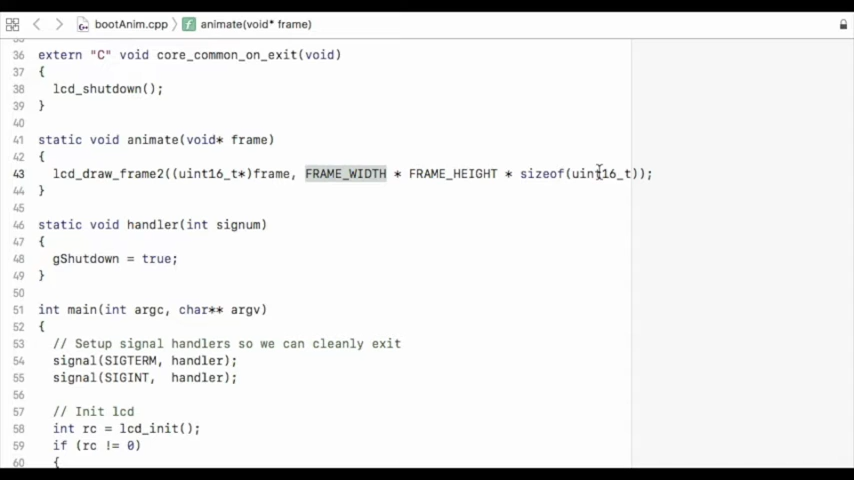 bootAnim.cpp › f animate(void* frame)
36 extern "C" void core_common_on_exit(void)
37 {
38 lcd_shutdown();
39 }
40
41 static void animate(void* frame)
42 {
43 lcd_draw_frame2((uint16_t*)frame, FRAME_WIDTH * FRAME_HEIGHT * sizeof(uint16_t));
44 }
45
46 static void handler(int signum)
47 {
48 gShutdown = true;
49 }
50
51 int main(int argc, char** argv)
52 {
53 // Setup signal handlers so we can cleanly exit
54 signal(SIGTERM, handler);
55 signal(SIGINT, handler);
56
57 // Init lcd
58 int rc = lcd_init();
59 if (rc != 0)
60 {